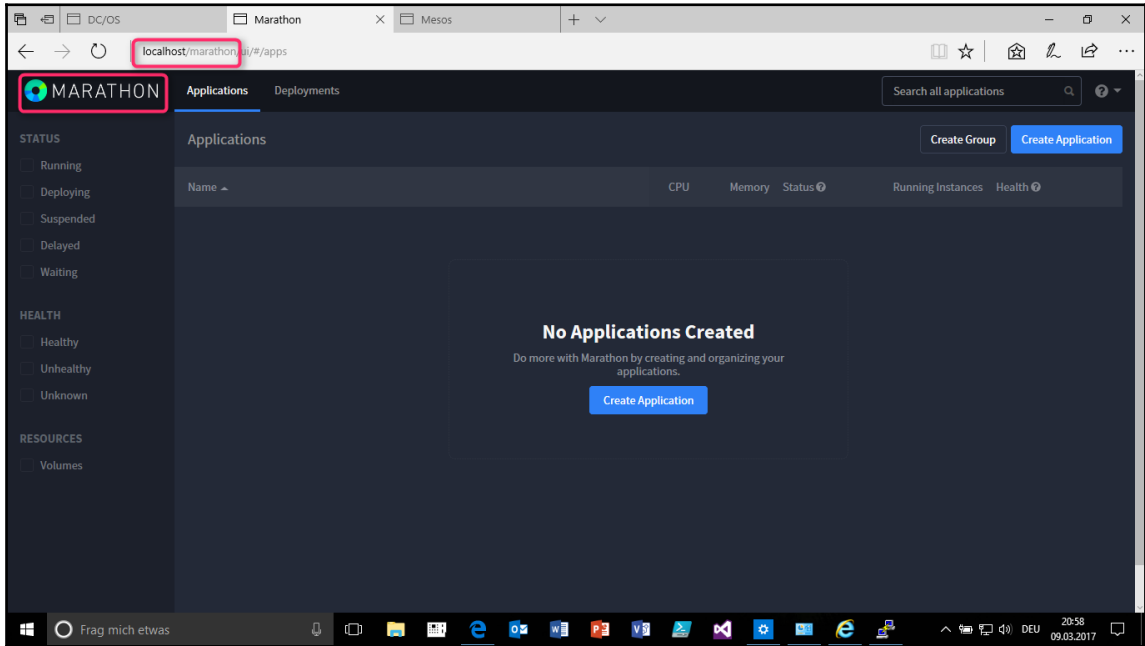 DC/OS
Marathon
Mesos
localhost/marathon/ui/#/apps
MARATHON
Applications
Deployments
Search all applications
STATUS
Running
Deploying
Suspended
Delayed
Waiting
HEALTH
Healthy
Unhealthy
Unknown
RESOURCES
Volumes
Applications
Create Group
Create Application
Name
CPU
Memory
Status
Running Instances
Health
No Applications Created
Do more with Marathon by creating and organizing your
applications.
Create Application
Frag mich etwas
DEU
20:58
09.03.2017